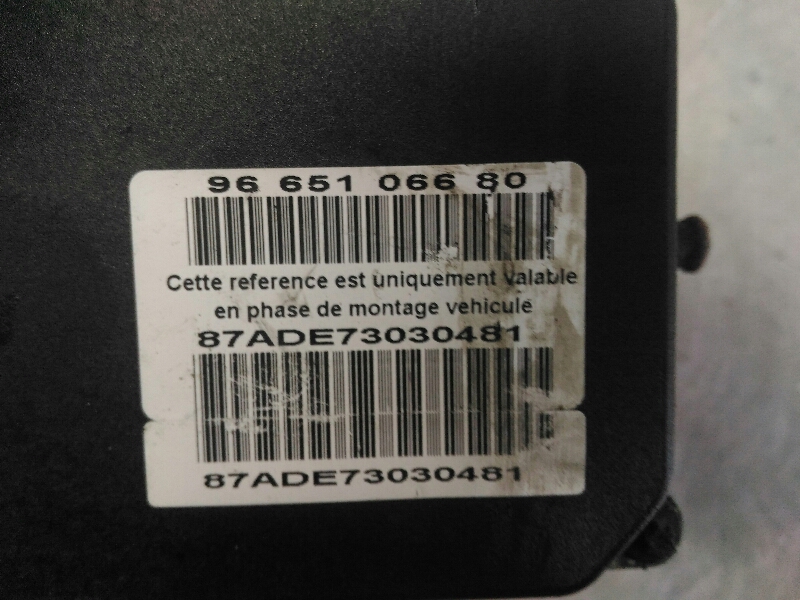 96 651 066 80
Cette reference est uniquement valable
en phase de montage vehicule
87ADE73030481
87ADE73030481